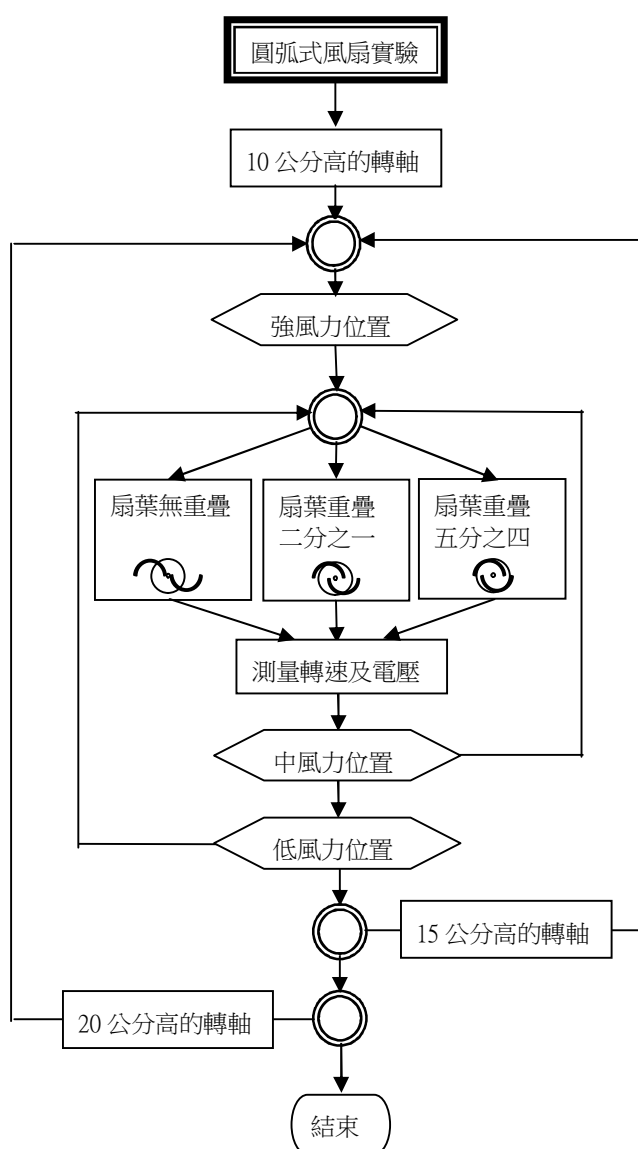 圓弧式風扇實驗
10 公分高的轉軸
強風力位置
扇葉無重疊
扇葉重疊
二分之一
扇葉重疊
五分之四
測量轉速及電壓
中風力位置
低風力位置
15 公分高的轉軸
20 公分高的轉軸
結束